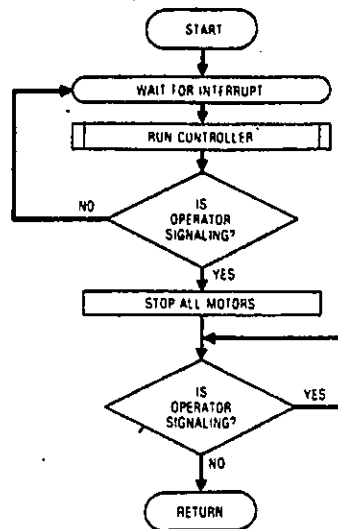 START
WAIT FOR INTERRUPT
RUN CONTROLLER
IS
OPERATOR
SIGNALING?
NO
YES
STOP ALL MOTORS
IS
OPERATOR
SIGNALING?
YES
NO
RETURN